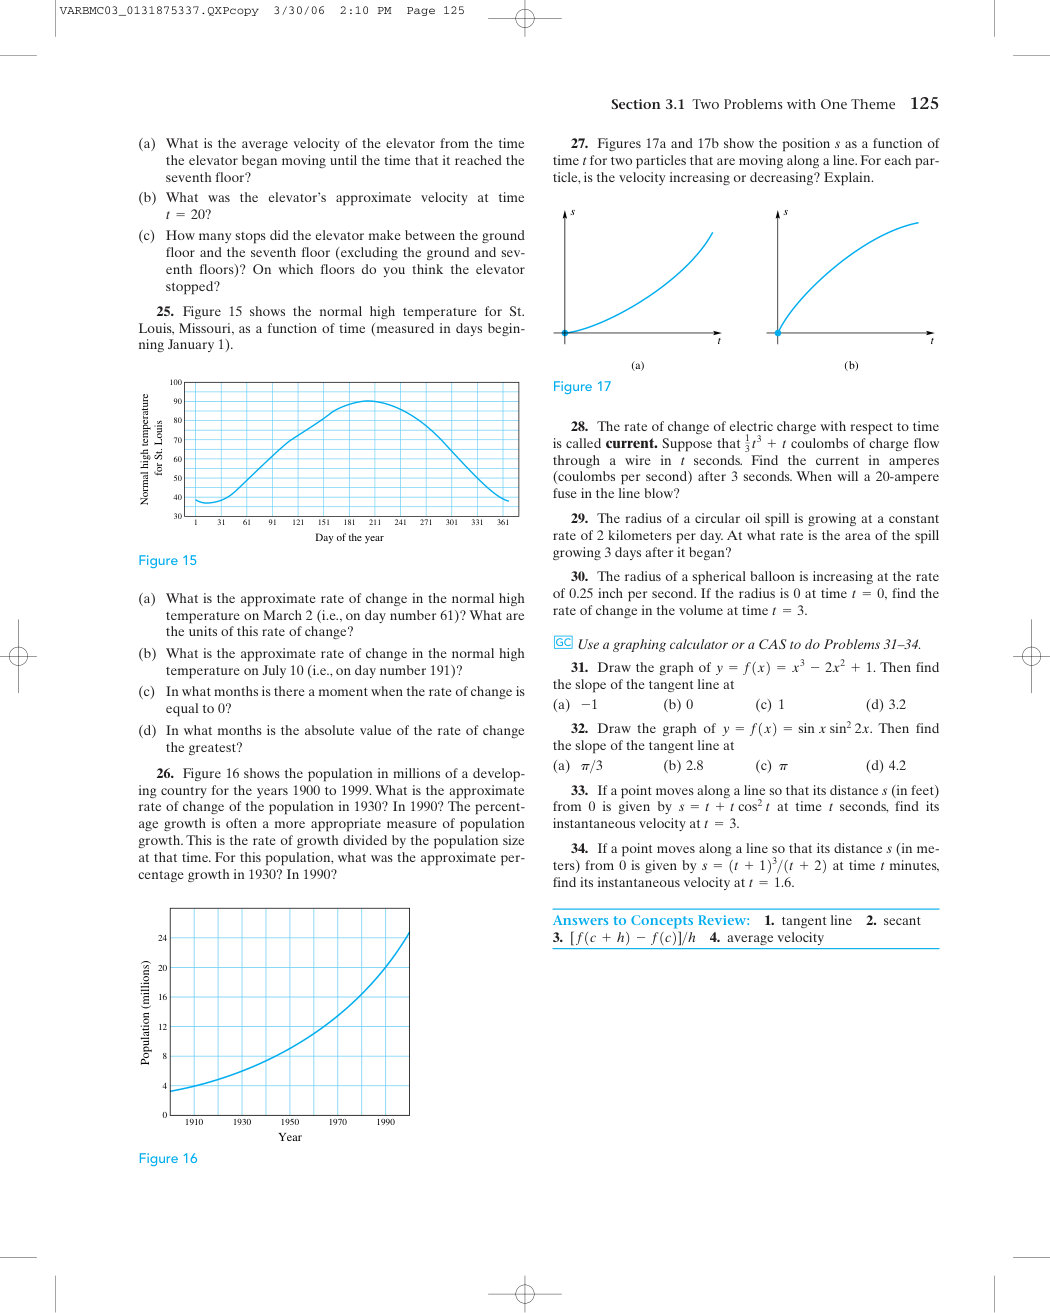 VARBMC03_0131875337.QXPcopy 3/30/06 2:10 PM Page 125
Section 3.1 Two Problems with One Theme 125
(a) What is the average velocity of the elevator from the time
the elevator began moving until the time that it reached the
seventh floor?
(b) What was the elevator's approximate velocity at time
t = 20?
(c) How many stops did the elevator make between the ground
floor and the seventh floor (excluding the ground and sev-
enth floors)? On which floors do you think the elevator
stopped?
25. Figure 15 shows the normal high temperature for St.
Louis, Missouri, as a function of time (measured in days begin-
ning January 1).
Normal high temperature
for St. Louis
100
90
80
70
60
50
40
30
1 31 61 91 121 151 181 211 241 271 301 331 361
Day of the year
Figure 15
(a) What is the approximate rate of change in the normal high
temperature on March 2 (i.e., on day number 61)? What are
the units of this rate of change?
(b) What is the approximate rate of change in the normal high
temperature on July 10 (i.e., on day number 191)?
(c) In what months is there a moment when the rate of change is
equal to 0?
(d) In what months is the absolute value of the rate of change
the greatest?
26. Figure 16 shows the population in millions of a develop-
ing country for the years 1900 to 1999. What is the approximate
rate of change of the population in 1930? In 1990? The percent-
age growth is often a more appropriate measure of population
growth. This is the rate of growth divided by the population size
at that time. For this population, what was the approximate per-
centage growth in 1930? In 1990?
Population (millions)
24
20
16
12
8
4
0
1910 1930 1950 1970 1990
Year
Figure 16
27. Figures 17a and 17b show the position s as a function of
time t for two particles that are moving along a line. For each par-
ticle, is the velocity increasing or decreasing? Explain.
s s
t t
(a) (b)
Figure 17
28. The rate of change of electric charge with respect to time
is called current. Suppose that ⅓t³ + t coulombs of charge flow
through a wire in t seconds. Find the current in amperes
(coulombs per second) after 3 seconds. When will a 20-ampere
fuse in the line blow?
29. The radius of a circular oil spill is growing at a constant
rate of 2 kilometers per day. At what rate is the area of the spill
growing 3 days after it began?
30. The radius of a spherical balloon is increasing at the rate
of 0.25 inch per second. If the radius is 0 at time t = 0, find the
rate of change in the volume at time t = 3.
GC Use a graphing calculator or a CAS to do Problems 31–34.
31. Draw the graph of y = f(x) = x³ − 2x² + 1. Then find
the slope of the tangent line at
(a) −1 (b) 0 (c) 1 (d) 3.2
32. Draw the graph of y = f(x) = sin x sin² 2x. Then find
the slope of the tangent line at
(a) π/3 (b) 2.8 (c) π (d) 4.2
33. If a point moves along a line so that its distance s (in feet)
from 0 is given by s = t + t cos² t at time t seconds, find its
instantaneous velocity at t = 3.
34. If a point moves along a line so that its distance s (in me-
ters) from 0 is given by s = (t + 1)³/(t + 2) at time t minutes,
find its instantaneous velocity at t = 1.6.
Answers to Concepts Review: 1. tangent line 2. secant
3. [f(c + h) − f(c)]/h 4. average velocity